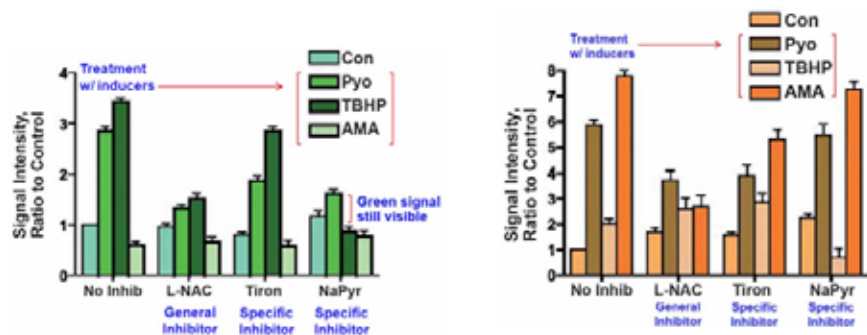 Con
Pyo
TBHP
AMA
Treatment
w/ inducers
Signal Intensity,
Ratio to Control
4
3
2
1
0
Green signal
still visible
No Inhib L-NAC Tiron NaPyr
General Specific Specific
Inhibitor Inhibitor Inhibitor
Con
Pyo
TBHP
AMA
Treatment
w/ inducers
Signal Intensity,
Ratio to Control
8
7
6
5
4
3
2
1
0
No Inhib L-NAC Tiron NaPyr
General Specific Specific
Inhibitor Inhibitor Inhibitor